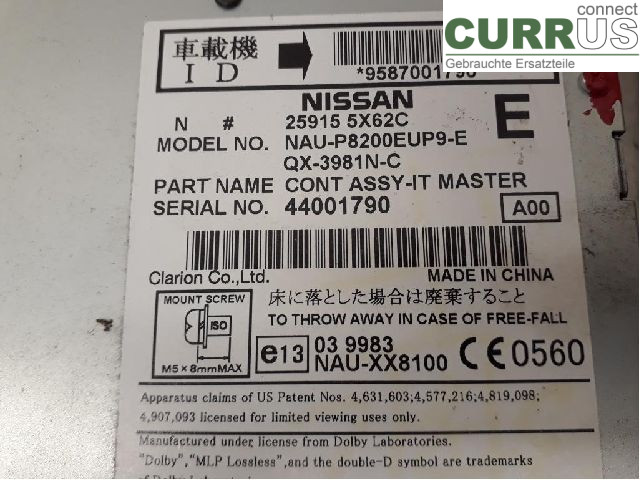 connect
CURRUS
Gebrauchte Ersatzteile
車載機
ID
*9587001790
NISSAN
N # 25915 5X62C
E
MODEL NO. NAU-P8200EUP9-E
QX-3981N-C
PART NAME CONT ASSY-IT MASTER
SERIAL NO. 44001790
A00
Clarion Co.,Ltd.
MADE IN CHINA
MOUNT SCREW
ISO
M5×8mmMAX
床に落とした場合は廃棄すること
TO THROW AWAY IN CASE OF FREE-FALL
e13 03 9983
NAU-XX8100
CE0560
Apparatus claims of US Patent Nos. 4,631,603;4,577,216;4,819,098;
4,907,093 licensed for limited viewing uses only.
Manufactured under license from Dolby Laboratories.
"Dolby","MLP Lossless",and the double-D symbol are trademarks